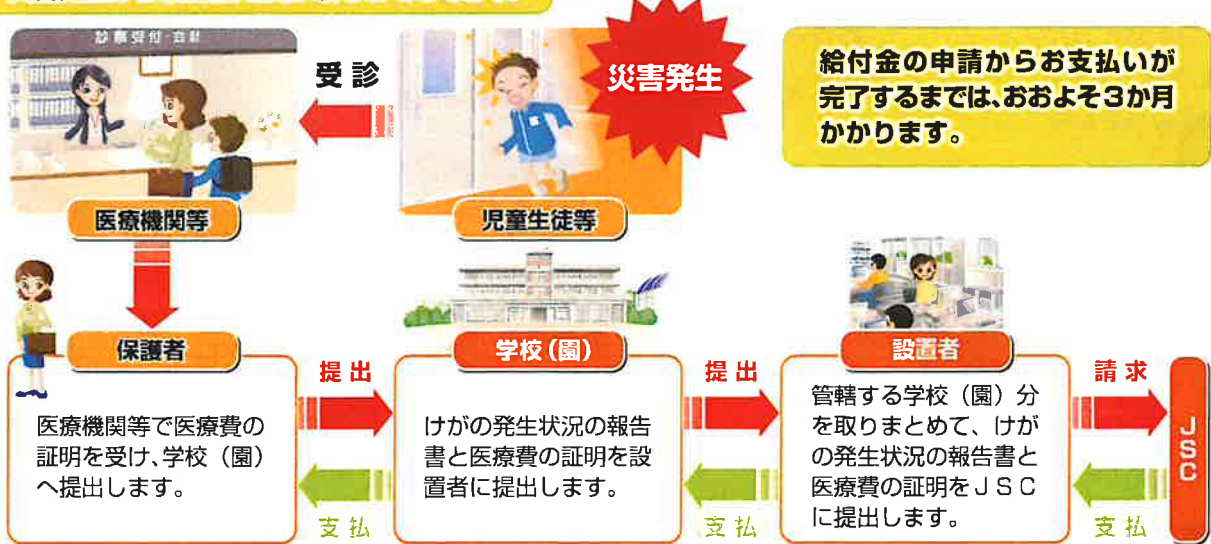 診療受付・会計
受診
災害発生
給付金の申請からお支払いが
完了するまでは、おおよそ3か月
かかります。
医療機関等
児童生徒等
保護者
医療機関等で医療費の
証明を受け、学校（園）
へ提出します。
提出
支払
学校（園）
けがの発生状況の報告
書と医療費の証明を設
置者に提出します。
提出
支払
設置者
管轄する学校（園）分
を取りまとめて、けが
の発生状況の報告書と
医療費の証明をＪＳＣ
に提出します。
請求
支払
ＪＳＣ